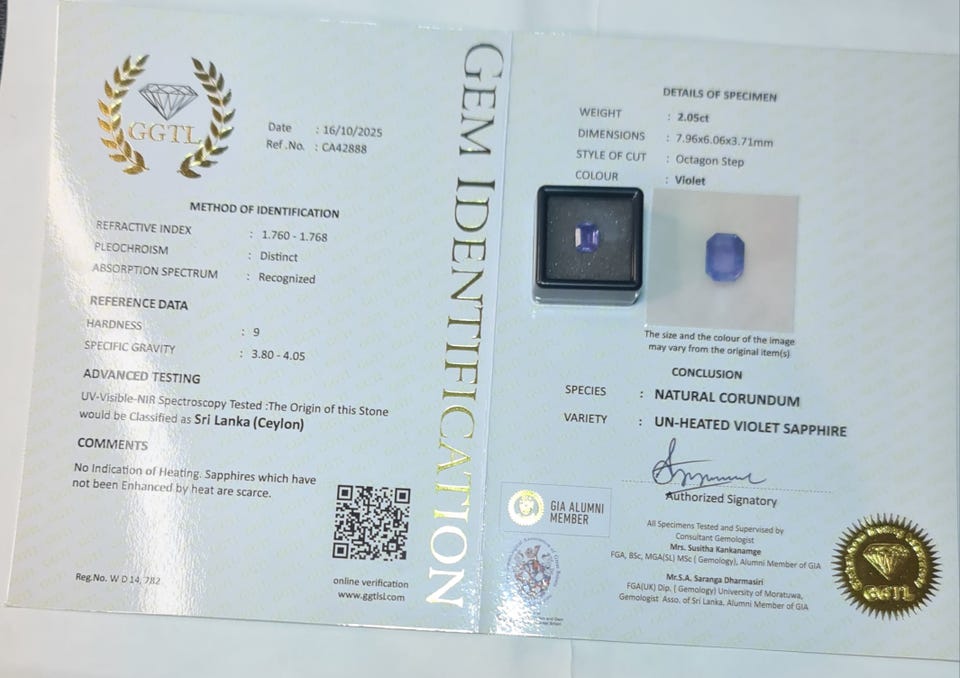 GGTL
Date : 16/10/2025
Ref .No. : CA42888
METHOD OF IDENTIFICATION
REFRACTIVE INDEX : 1.760 - 1.768
PLEOCHROISM : Distinct
ABSORPTION SPECTRUM : Recognized
REFERENCE DATA
HARDNESS : 9
SPECIFIC GRAVITY : 3.80 - 4.05
ADVANCED TESTING
UV-Visible-NIR Spectroscopy Tested :The Origin of this Stone
would be Classified as Sri Lanka (Ceylon)
COMMENTS
No Indication of Heating. Sapphires which have
not been Enhanced by heat are scarce.
Reg.No. W D 14, 782
online verification
www.ggtlsl.com
GEM IDENTIFICATION
DETAILS OF SPECIMEN
WEIGHT : 2.05ct
DIMENSIONS : 7.96x6.06x3.71mm
STYLE OF CUT : Octagon Step
COLOUR : Violet
The size and the colour of the image
may vary from the original item(s)
CONCLUSION
SPECIES : NATURAL CORUNDUM
VARIETY : UN-HEATED VIOLET SAPPHIRE
Authorized Signatory
GIA ALUMNI
MEMBER
All Specimens Tested and Supervised by
Consultant Gemologist
Mrs. Susitha Kankanamge
FGA, BSc, MGA(SL) MSc ( Gemology), Alumni Member of GIA
Mr.S.A. Saranga Dharmasiri
FGA(UK) Dip. ( Gemology) University of Moratuwa,
Gemologist Asso. of Sri Lanka, Alumni Member of GIA
GGTL